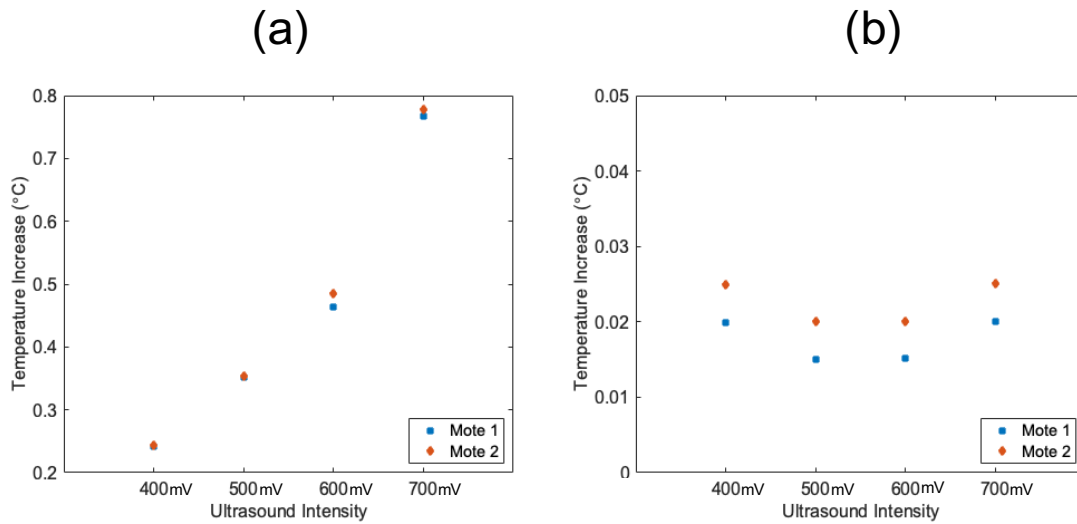 (a)
(b)
Temperature Increase (°C)
0.8
0.7
0.6
0.5
0.4
0.3
0.2
400mV 500mV 600mV 700mV
Ultrasound Intensity
Mote 1
Mote 2
Temperature Increase (°C)
0.05
0.04
0.03
0.02
0.01
0
400mV 500mV 600mV 700mV
Ultrasound Intensity
Mote 1
Mote 2